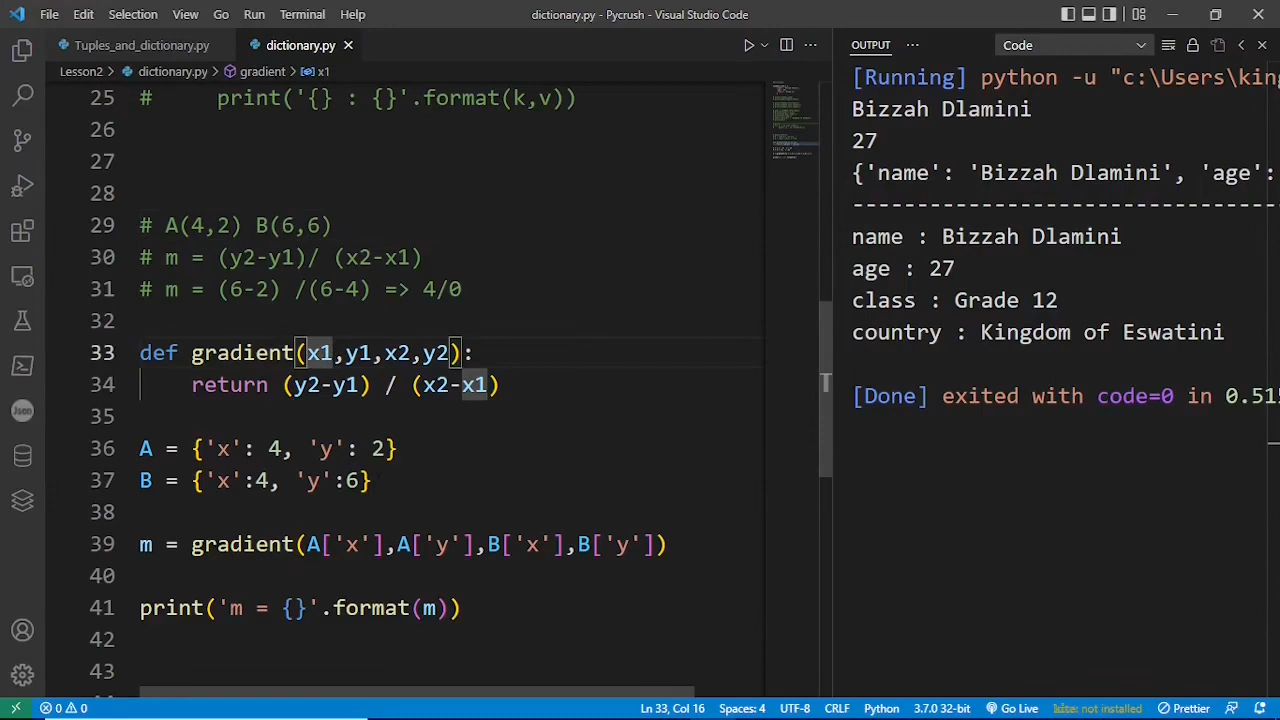 File Edit Selection View Go Run Terminal Help
dictionary.py - Pycrush - Visual Studio Code
Tuples_and_dictionary.py
dictionary.py
Lesson2 > dictionary.py > gradient > x1
25 #     print('{} : {}'.format(k,v))
26
27
28
29 # A(4,2) B(6,6)
30 # m = (y2-y1)/ (x2-x1)
31 # m = (6-2) /(6-4) => 4/0
32
33 def gradient(x1,y1,x2,y2):
34     return (y2-y1) / (x2-x1)
35
36 A = {'x': 4, 'y': 2}
37 B = {'x':4, 'y':6}
38
39 m = gradient(A['x'],A['y'],B['x'],B['y'])
40
41 print('m = {}'.format(m))
42
43
OUTPUT
Code
[Running] python -u "c:\Users\king
Bizzah Dlamini
27
{'name': 'Bizzah Dlamini', 'age':
---------------------------------
name : Bizzah Dlamini
age : 27
class : Grade 12
country : Kingdom of Eswatini
[Done] exited with code=0 in 0.515
Json
0 0
Ln 33, Col 16
Spaces: 4
UTF-8
CRLF
Python
3.7.0 32-bit
Go Live
kite: not installed
Prettier